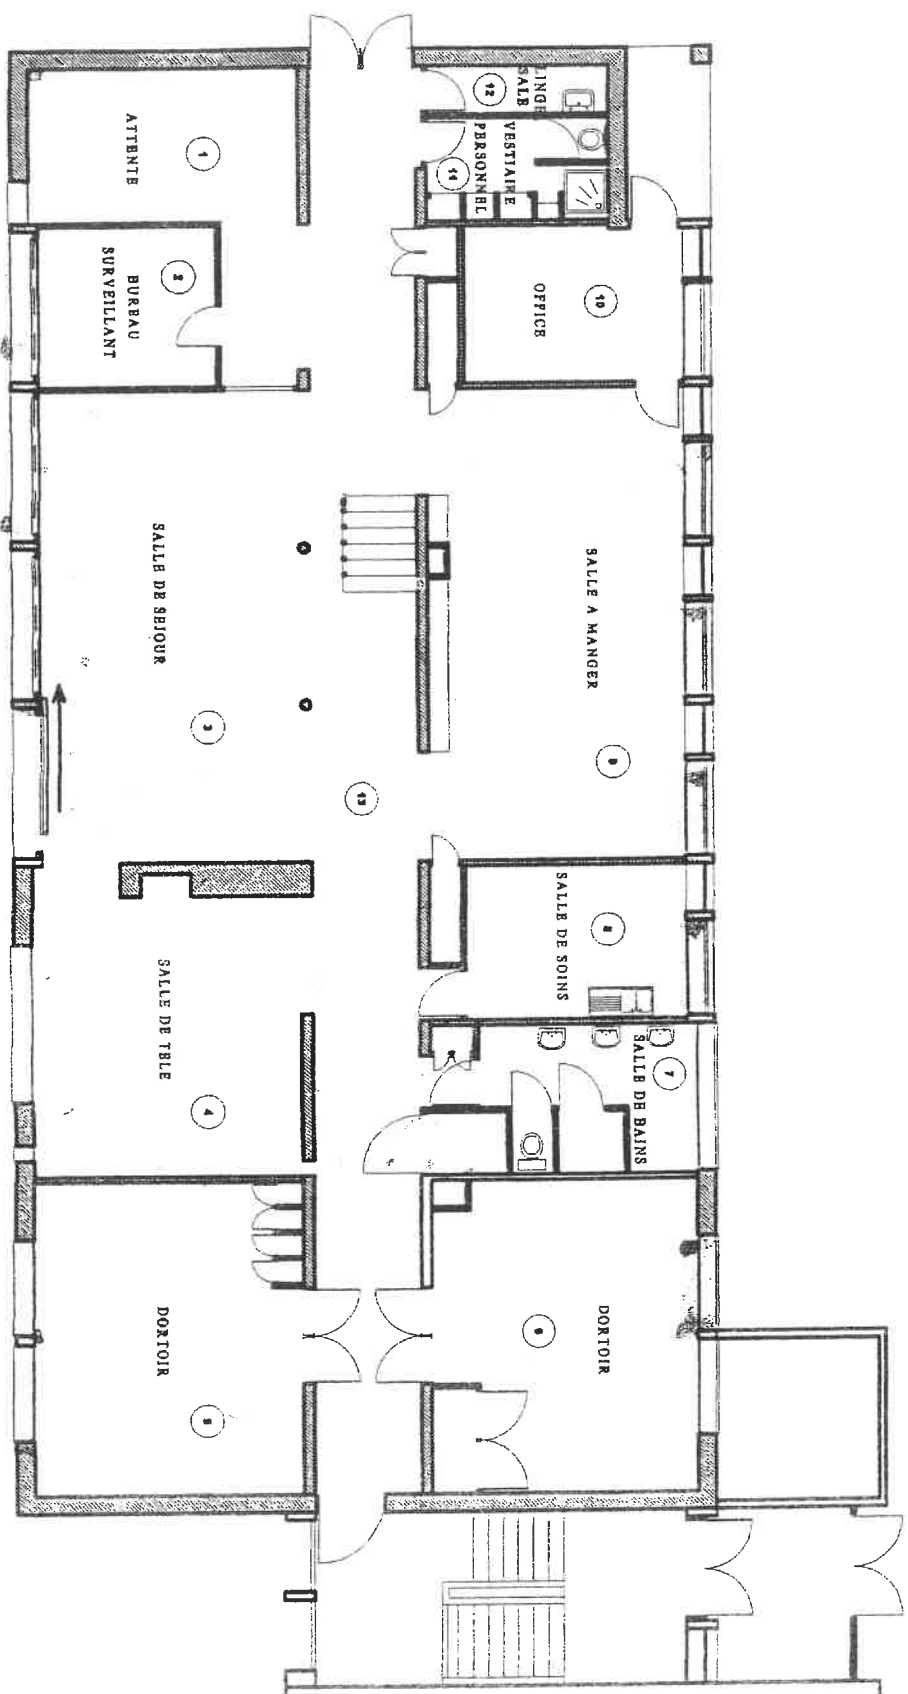 1
ATTENTE
2
BUREAU
SURVEILLANT
3
SALLE DE SEJOUR
4
SALLE DE TELE
5
DORTOIR
6
DORTOIR
7
SALLE DE BAINS
8
SALLE DE SOINS
9
SALLE A MANGER
10
OFFICE
11
VESTIAIRE
PERSONNEL
12
LINGE
SALE
13